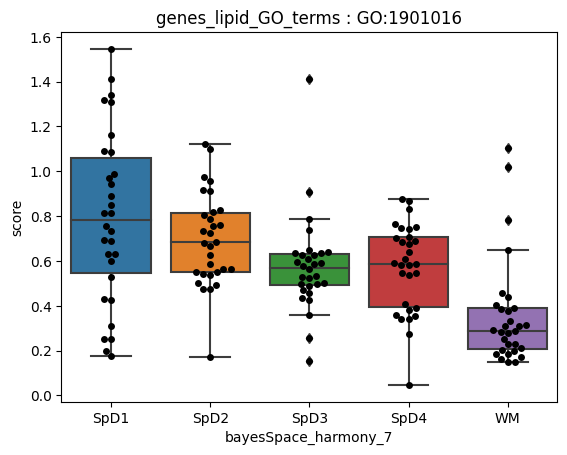 genes_lipid_GO_terms : GO:1901016
1.6
1.4
1.2
1.0
0.8
0.6
0.4
0.2
0.0
score
SpD1 SpD2 SpD3 SpD4 WM
bayesSpace_harmony_7